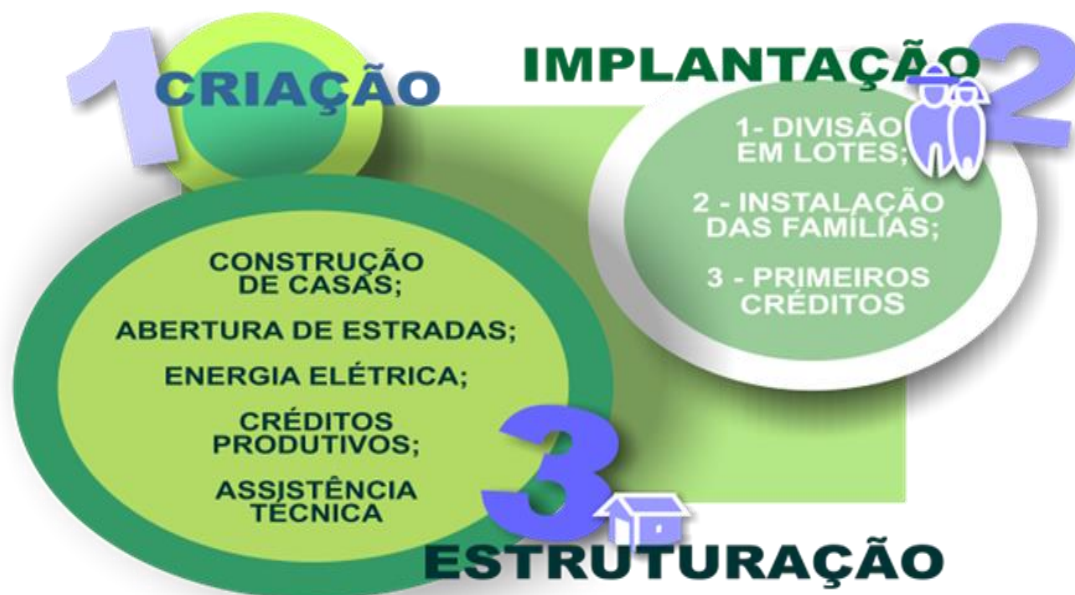 1
CRIAÇÃO
IMPLANTAÇÃO
2
1- DIVISÃO
EM LOTES;
2 - INSTALAÇÃO
DAS FAMÍLIAS;
3 - PRIMEIROS
CRÉDITOS
CONSTRUÇÃO
DE CASAS;
ABERTURA DE ESTRADAS;
ENERGIA ELÉTRICA;
CRÉDITOS
PRODUTIVOS;
ASSISTÊNCIA
TÉCNICA
3
ESTRUTURAÇÃO